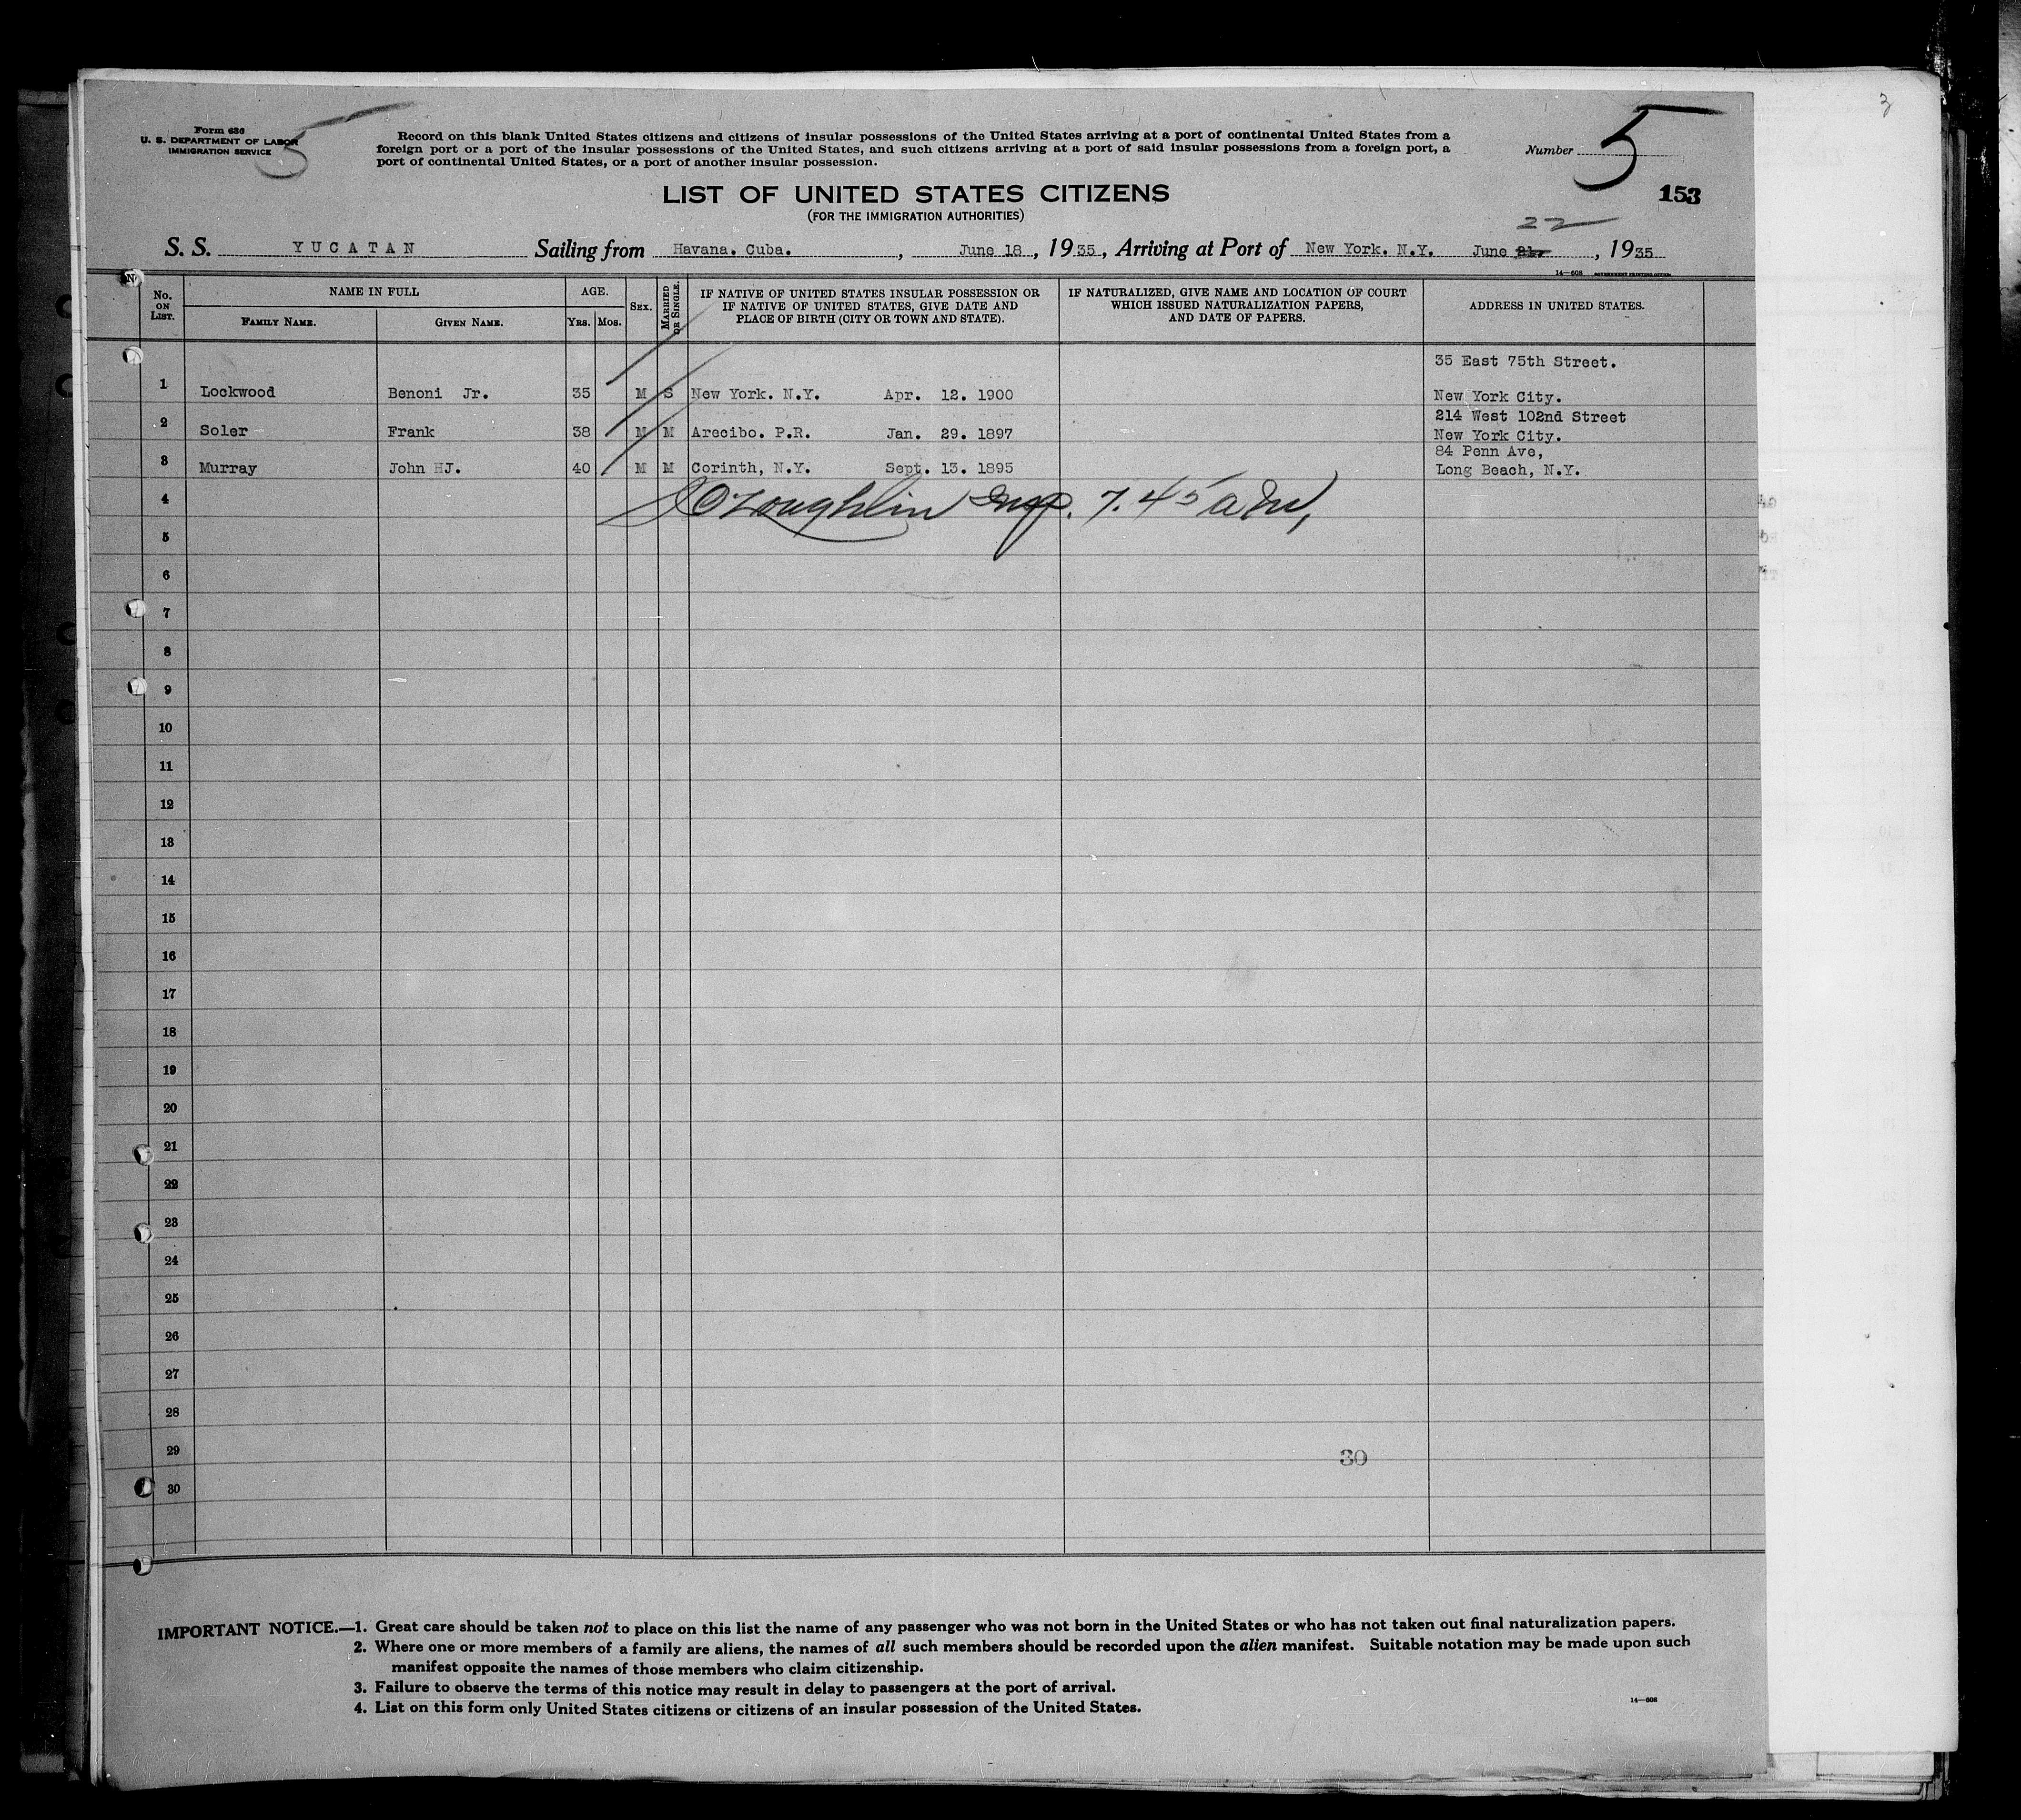 Form 636
U. S. DEPARTMENT OF LABOR
IMMIGRATION SERVICE
5
Record on this blank United States citizens and citizens of insular possessions of the United States arriving at a port of continental United States from a
foreign port or a port of the insular possessions of the United States, and such citizens arriving at a port of said insular possessions from a foreign port, a
port of continental United States, or a port of another insular possession.
Number 5
3
LIST OF UNITED STATES CITIZENS
(FOR THE IMMIGRATION AUTHORITIES)
153
22
S. S. YUCATAN Sailing from Havana. Cuba. , June 18 , 1935, Arriving at Port of New York. N.Y. June 21. , 1935
14—608 GOVERNMENT PRINTING OFFICE
No. ON LIST.
NAME IN FULL
FAMILY NAME.
GIVEN NAME.
AGE.
YRS.
MOS.
SEX.
MARRIED OR SINGLE.
IF NATIVE OF UNITED STATES INSULAR POSSESSION OR
IF NATIVE OF UNITED STATES, GIVE DATE AND
PLACE OF BIRTH (CITY OR TOWN AND STATE).
IF NATURALIZED, GIVE NAME AND LOCATION OF COURT
WHICH ISSUED NATURALIZATION PAPERS,
AND DATE OF PAPERS.
ADDRESS IN UNITED STATES.
35 East 75th Street.
1 Lockwood Benoni Jr. 35 M S New York. N.Y. Apr. 12. 1900 New York City.
214 West 102nd Street
2 Soler Frank 38 M M Arecibo. P.R. Jan. 29. 1897 New York City.
84 Penn Ave,
3 Murray John HJ. 40 M M Corinth, N.Y. Sept. 13. 1895 Long Beach, N.Y.
4 O'Loughlin Insp. 7.45 am,
5
6
7
8
9
10
11
12
13
14
15
16
17
18
19
20
21
22
23
24
25
26
27
28
29
30
30
IMPORTANT NOTICE.—1. Great care should be taken not to place on this list the name of any passenger who was not born in the United States or who has not taken out final naturalization papers.
2. Where one or more members of a family are aliens, the names of all such members should be recorded upon the alien manifest. Suitable notation may be made upon such
manifest opposite the names of those members who claim citizenship.
3. Failure to observe the terms of this notice may result in delay to passengers at the port of arrival.
4. List on this form only United States citizens or citizens of an insular possession of the United States.
14—608